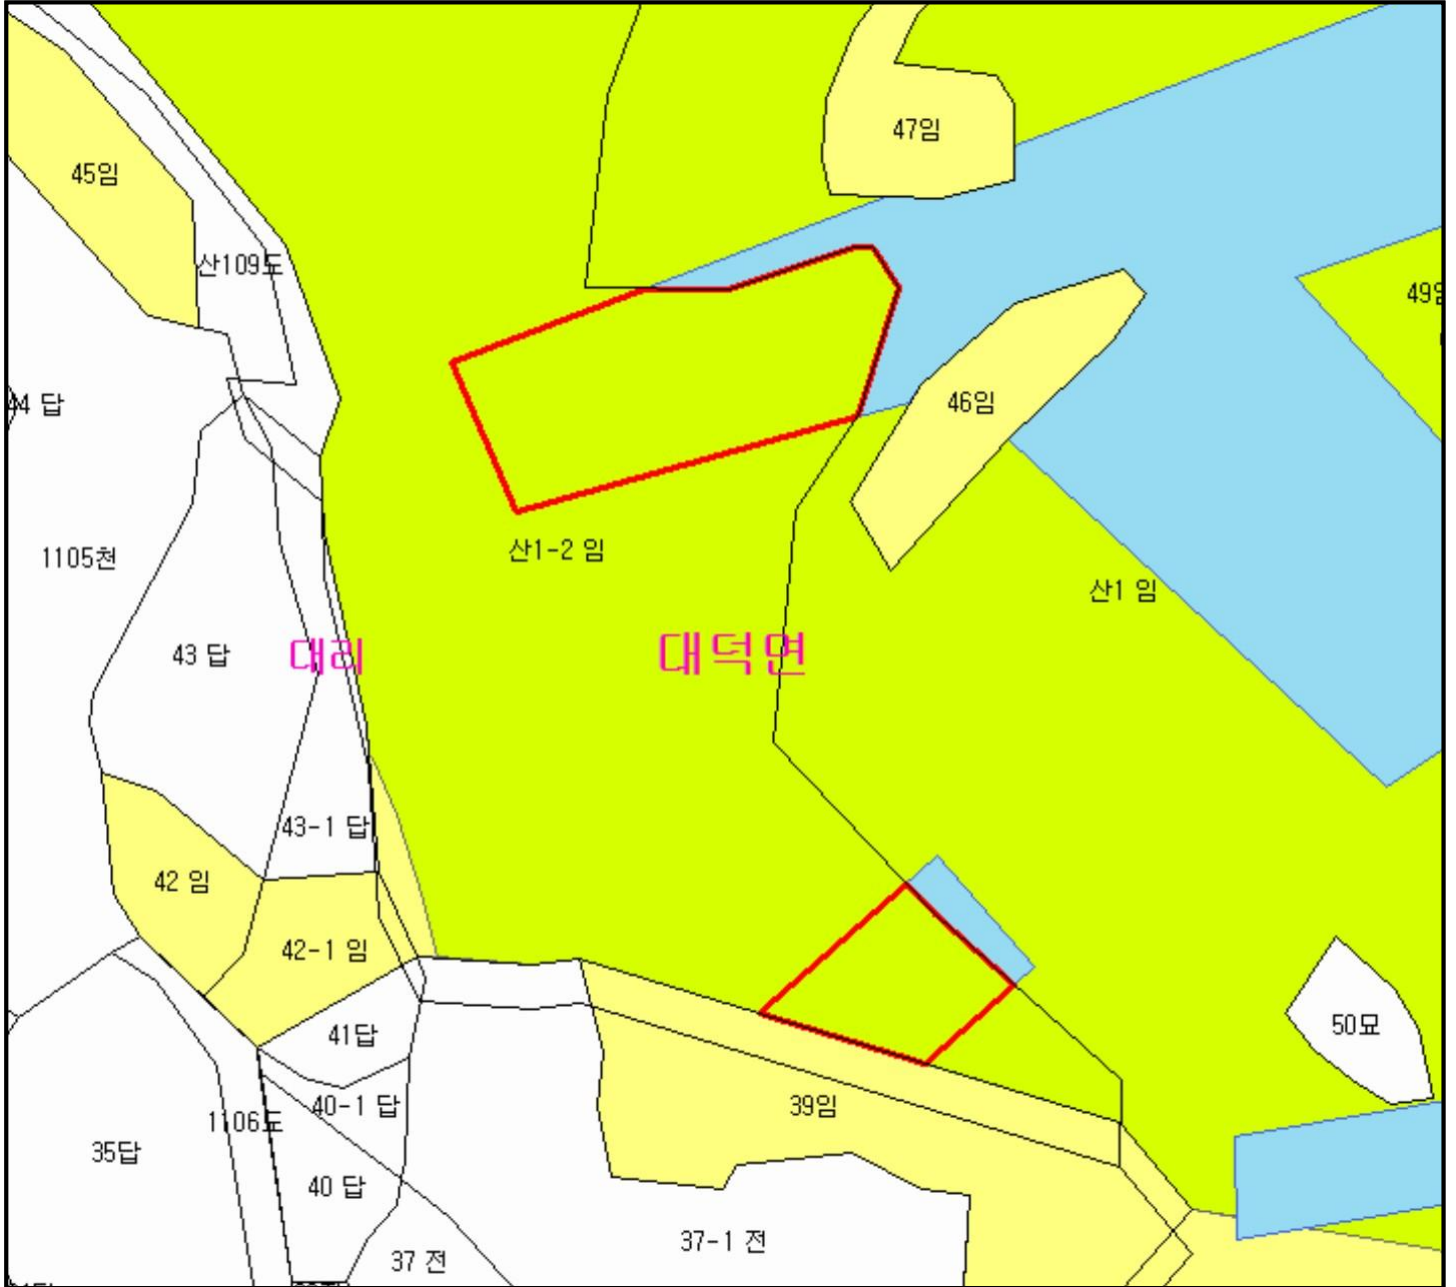 47임
45임
산109도
49임
46임
44 답
산1-2 임
1105천
산1 임
43 답
대리
대덕면
43-1 답
42 임
42-1 임
50묘
41답
40-1 답
39임
1106도
35답
40 답
37-1 전
37 전